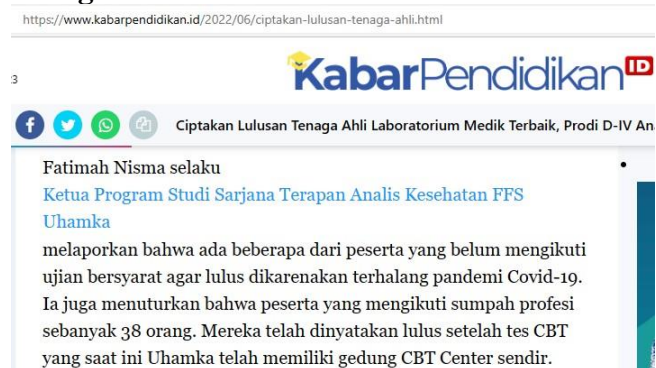 https://www.kabarpendidikan.id/2022/06/ciptakan-lulusan-tenaga-ahli.html
3
KabarPendidikan ID
Ciptakan Lulusan Tenaga Ahli Laboratorium Medik Terbaik, Prodi D-IV An
Fatimah Nisma selaku
Ketua Program Studi Sarjana Terapan Analis Kesehatan FFS
Uhamka
melaporkan bahwa ada beberapa dari peserta yang belum mengikuti
ujian bersyarat agar lulus dikarenakan terhalang pandemi Covid-19.
Ia juga menuturkan bahwa peserta yang mengikuti sumpah profesi
sebanyak 38 orang. Mereka telah dinyatakan lulus setelah tes CBT
yang saat ini Uhamka telah memiliki gedung CBT Center sendir.